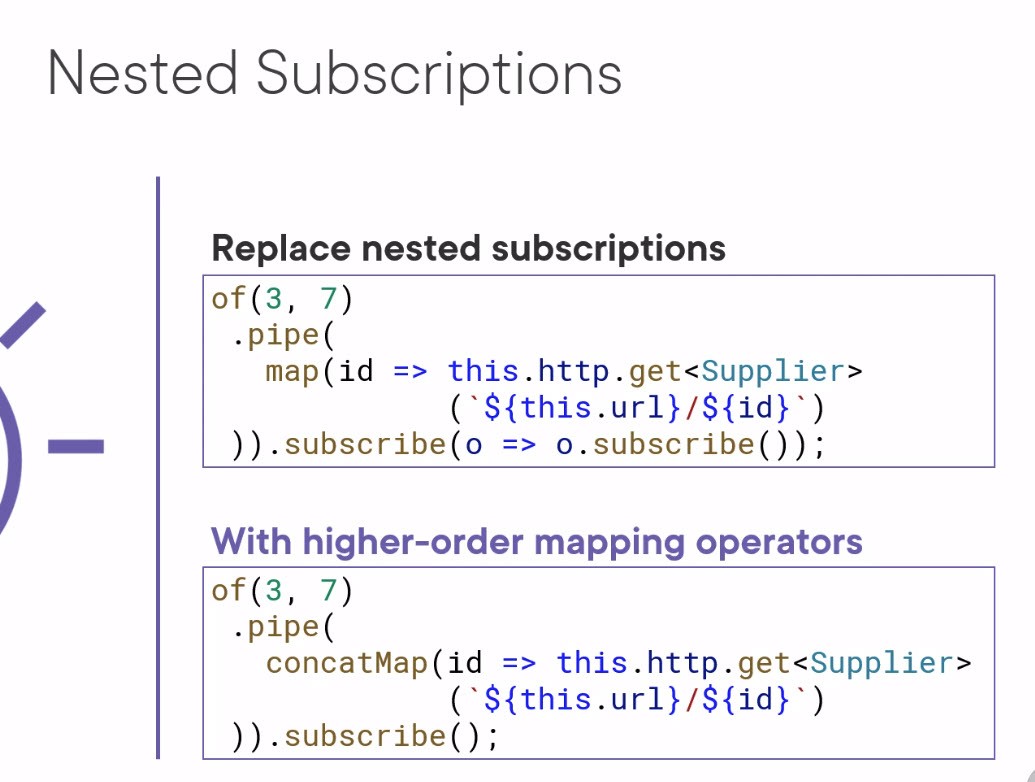 Nested Subscriptions
Replace nested subscriptions
of(3, 7)
.pipe(
map(id => this.http.get<Supplier>
(`${this.url}/${id}`)
)).subscribe(o => o.subscribe());
With higher-order mapping operators
of(3, 7)
.pipe(
concatMap(id => this.http.get<Supplier>
(`${this.url}/${id}`)
)).subscribe();